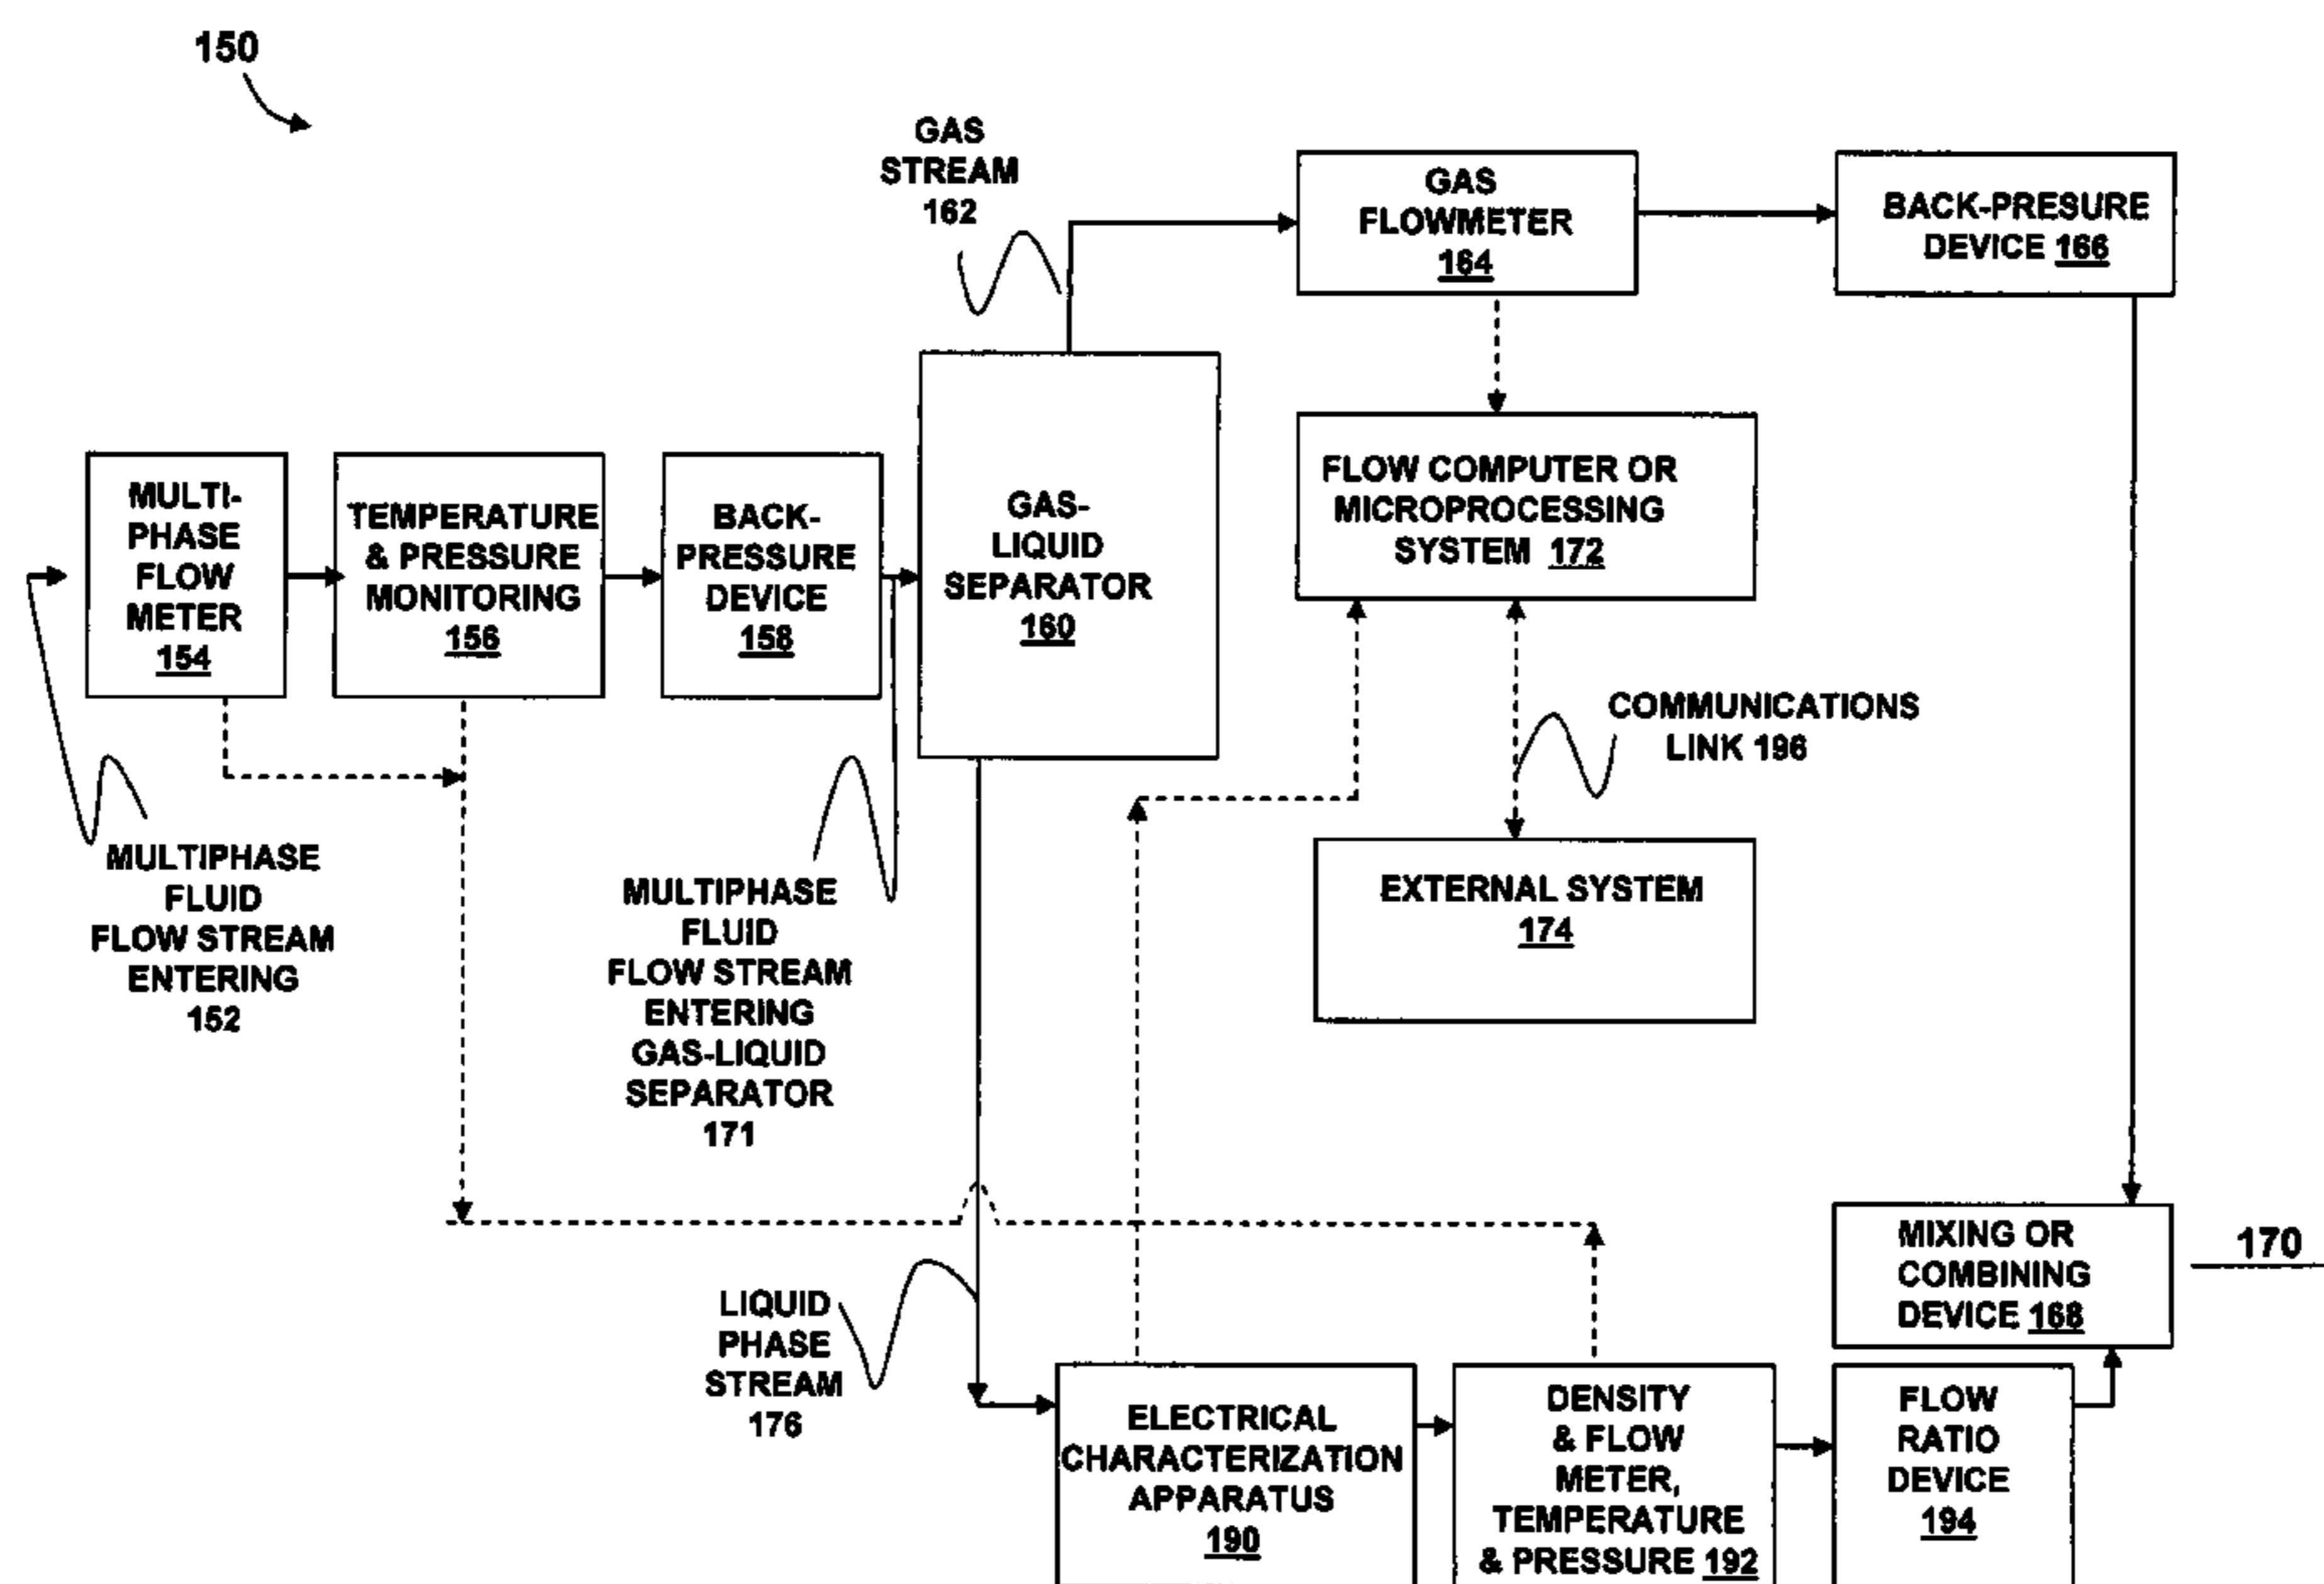 150
GAS
STREAM
162
GAS
FLOWMETER
164
BACK-PRESURE
DEVICE 166
MULTI-
PHASE
FLOW
METER
154
TEMPERATURE
& PRESSURE
MONITORING
156
BACK-
PRESSURE
DEVICE
158
GAS-
LIQUID
SEPARATOR
160
FLOW COMPUTER OR
MICROPROCESSING
SYSTEM 172
COMMUNICATIONS
LINK 196
EXTERNAL SYSTEM
174
MULTIPHASE
FLUID
FLOW STREAM
ENTERING
152
MULTIPHASE
FLUID
FLOW STREAM
ENTERING
GAS-LIQUID
SEPARATOR
171
MIXING OR
COMBINING
DEVICE 168
170
LIQUID
PHASE
STREAM
176
ELECTRICAL
CHARACTERIZATION
APPARATUS
190
DENSITY
& FLOW
METER,
TEMPERATURE
& PRESSURE 192
FLOW
RATIO
DEVICE
194